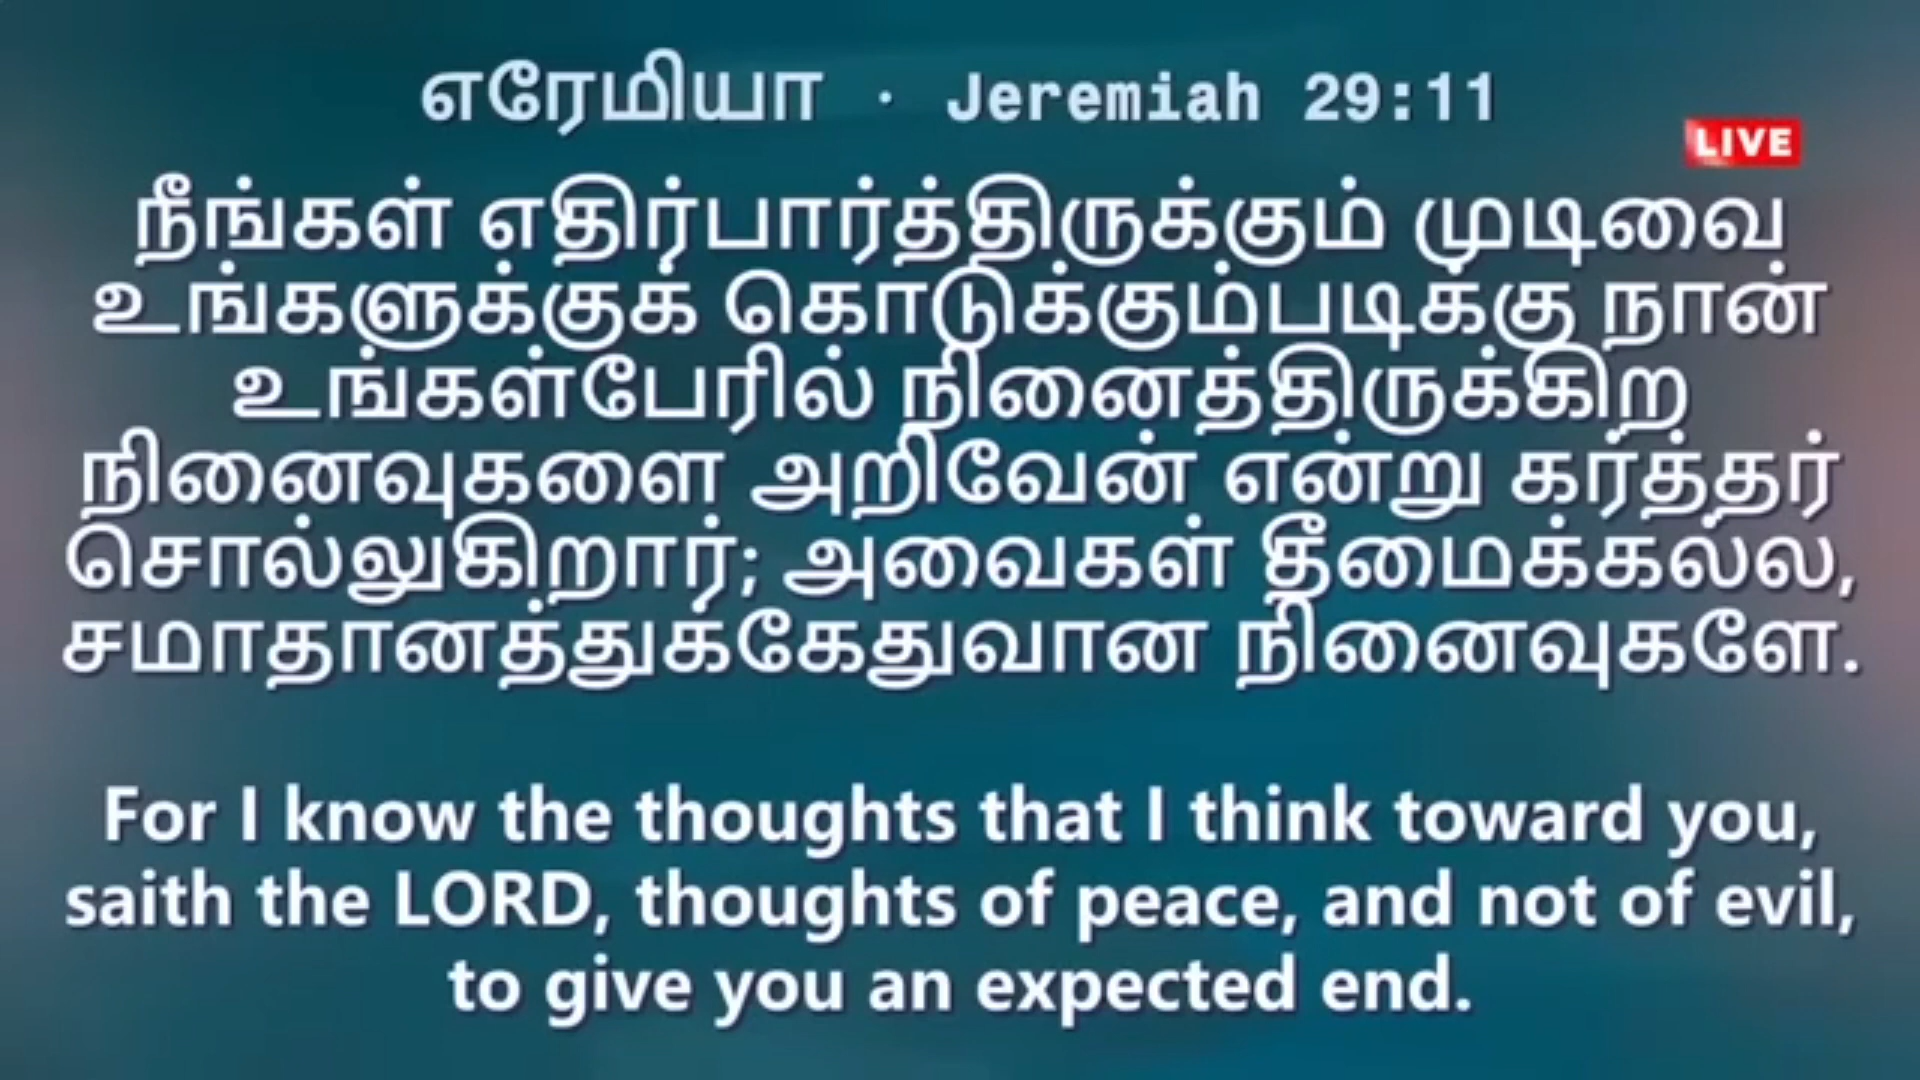 எரேமியா · Jeremiah 29:11
LIVE
நீங்கள் எதிர்பார்த்திருக்கும் முடிவை
உங்களுக்குக் கொடுக்கும்படிக்கு நான்
உங்கள்பேரில் நினைத்திருக்கிற
நினைவுகளை அறிவேன் என்று கர்த்தர்
சொல்லுகிறார்; அவைகள் தீமைக்கல்ல,
சமாதானத்துக்கேதுவான நினைவுகளே.
For I know the thoughts that I think toward you,
saith the LORD, thoughts of peace, and not of evil,
to give you an expected end.